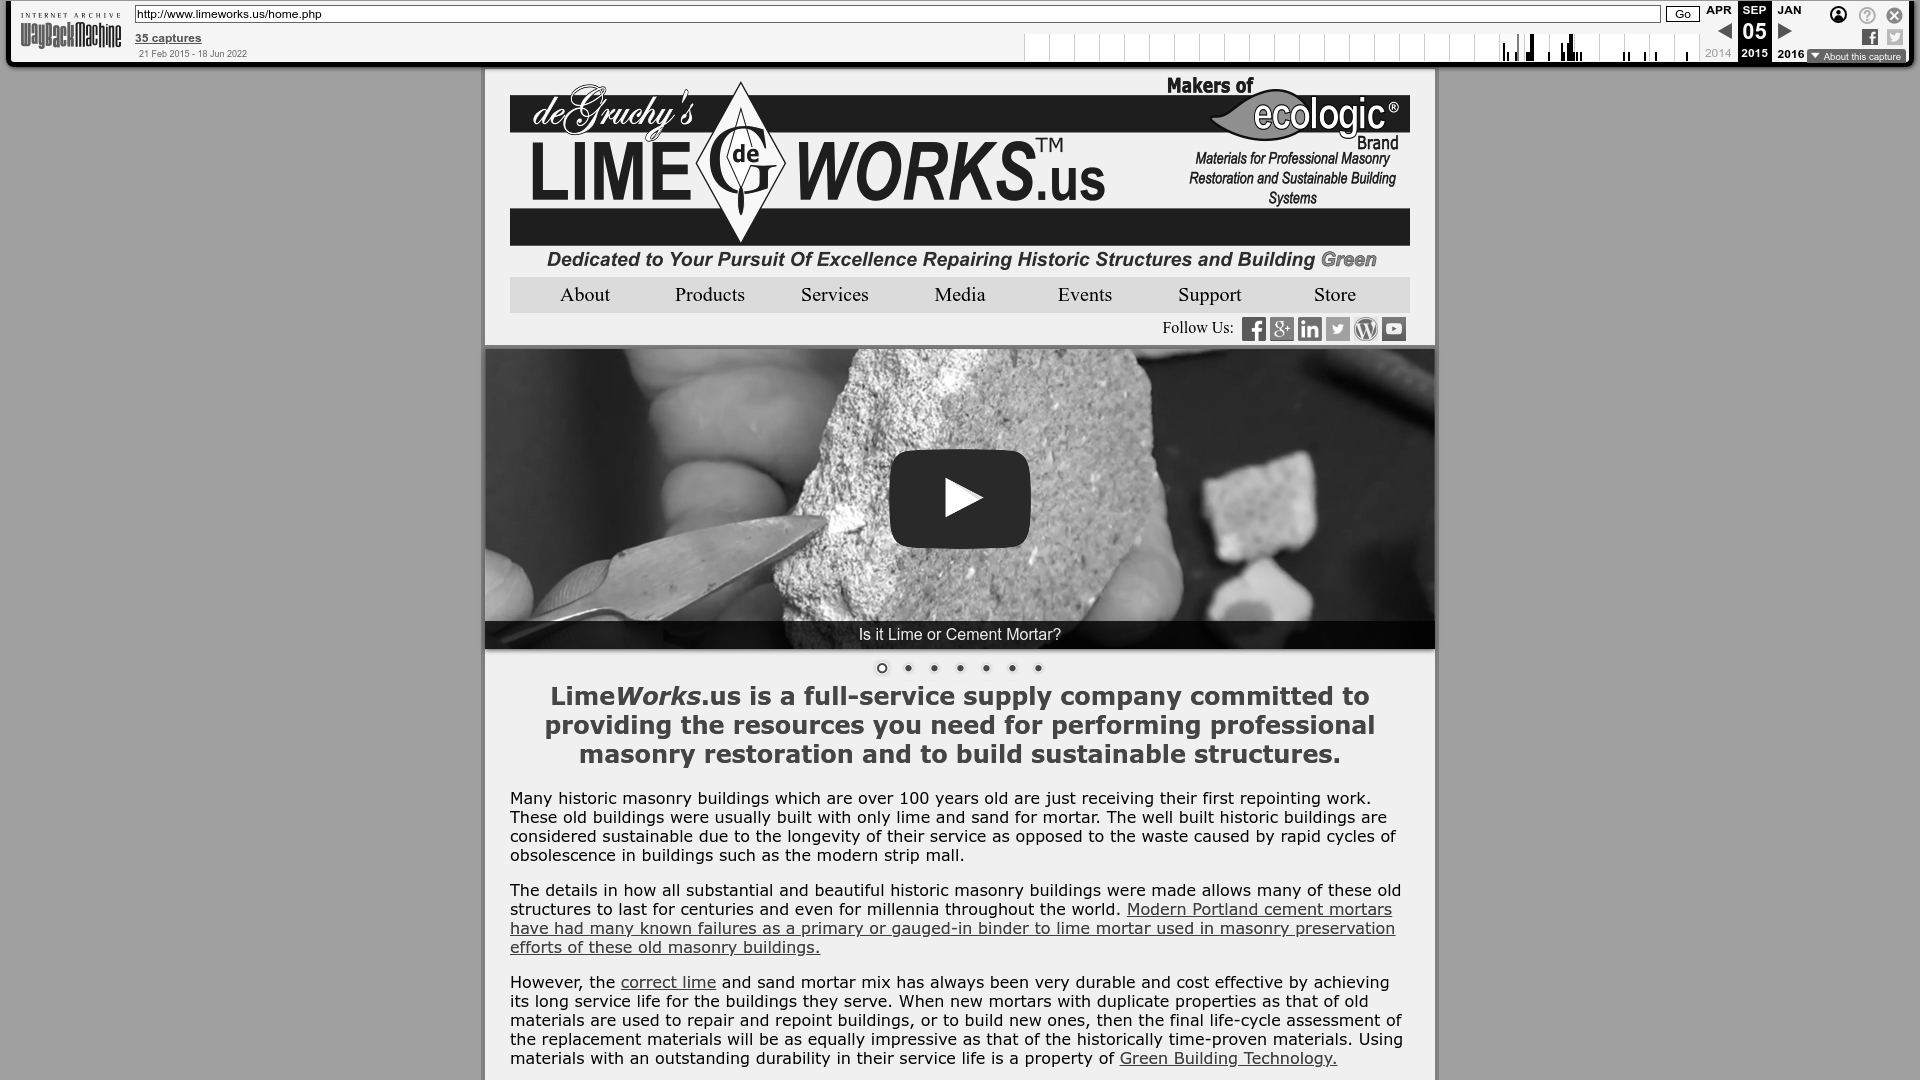 INTERNET ARCHIVE
WayBackMachine
http://www.limeworks.us/home.php
Go
35 captures
21 Feb 2015 - 18 Jun 2022
APR SEP JAN
05
2014 2015 2016
About this capture
deGruchy's
LIME de G WORKS™.us
Makers of
ecologic®
Brand
Materials for Professional Masonry
Restoration and Sustainable Building
Systems
Dedicated to Your Pursuit Of Excellence Repairing Historic Structures and Building Green
About Products Services Media Events Support Store
Follow Us:
Is it Lime or Cement Mortar?
LimeWorks.us is a full-service supply company committed to
providing the resources you need for performing professional
masonry restoration and to build sustainable structures.
Many historic masonry buildings which are over 100 years old are just receiving their first repointing work.
These old buildings were usually built with only lime and sand for mortar. The well built historic buildings are
considered sustainable due to the longevity of their service as opposed to the waste caused by rapid cycles of
obsolescence in buildings such as the modern strip mall.
The details in how all substantial and beautiful historic masonry buildings were made allows many of these old
structures to last for centuries and even for millennia throughout the world. Modern Portland cement mortars
have had many known failures as a primary or gauged-in binder to lime mortar used in masonry preservation
efforts of these old masonry buildings.
However, the correct lime and sand mortar mix has always been very durable and cost effective by achieving
its long service life for the buildings they serve. When new mortars with duplicate properties as that of old
materials are used to repair and repoint buildings, or to build new ones, then the final life-cycle assessment of
the replacement materials will be as equally impressive as that of the historically time-proven materials. Using
materials with an outstanding durability in their service life is a property of Green Building Technology.